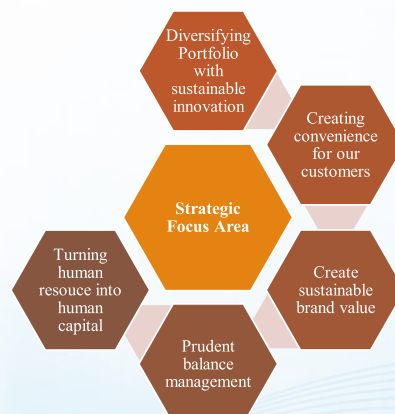 Diversifying
Portfolio
with
sustainable
innovation
Creating
convenience
for our
customers
Strategic
Focus Area
Create
sustainable
brand value
Prudent
balance
management
Turning
human
resouce into
human
capital